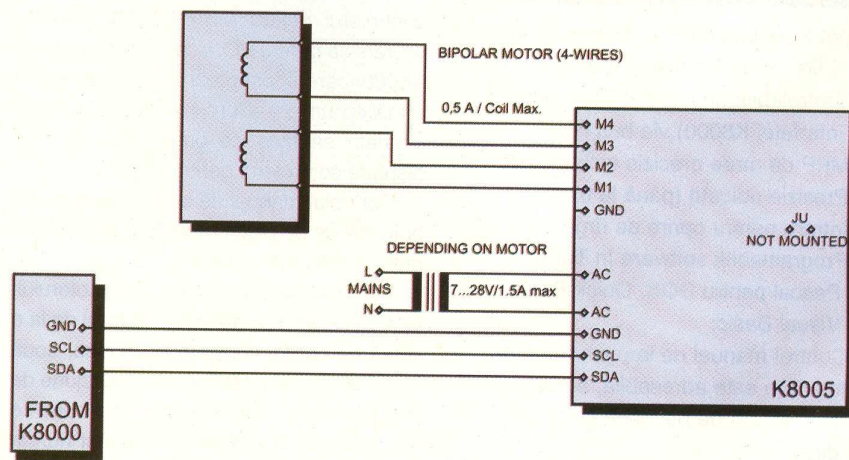 BIPOLAR MOTOR (4-WIRES)
0,5 A / Coil Max.
M4
M3
M2
M1
GND
JU
NOT MOUNTED
DEPENDING ON MOTOR
L
MAINS
N
7...28V/1.5A max
AC
AC
GND
SCL
SDA
K8005
GND
SCL
SDA
FROM
K8000